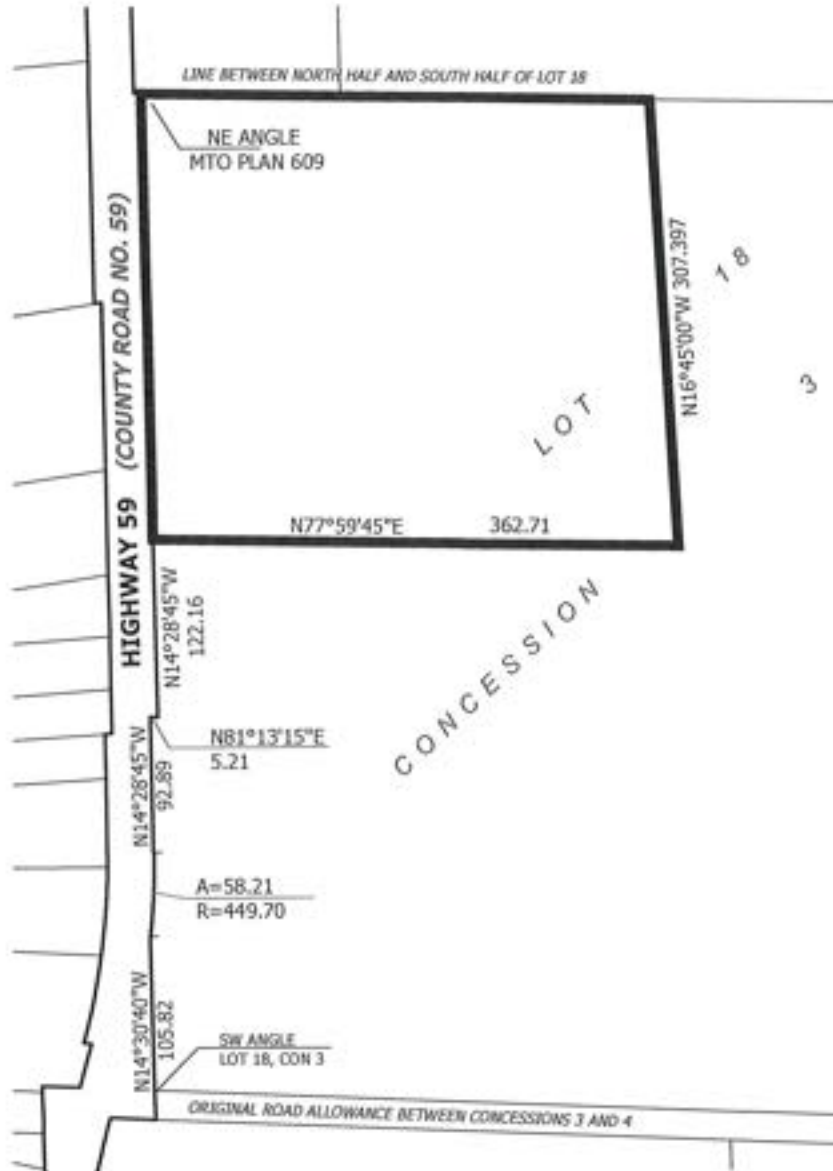 LINE BETWEEN NORTH HALF AND SOUTH HALF OF LOT 18
NE ANGLE
MTO PLAN 609
HIGHWAY 59 (COUNTY ROAD NO. 59)
N16°45'00"W 307.397
18
3
LOT
CONCESSION
N77°59'45"E 362.71
N14°28'45"W
122.16
N81°13'15"E
5.21
N14°28'45"W
92.89
A=58.21
R=449.70
N14°30'40"W
105.82
SW ANGLE
LOT 18, CON 3
ORIGINAL ROAD ALLOWANCE BETWEEN CONCESSIONS 3 AND 4